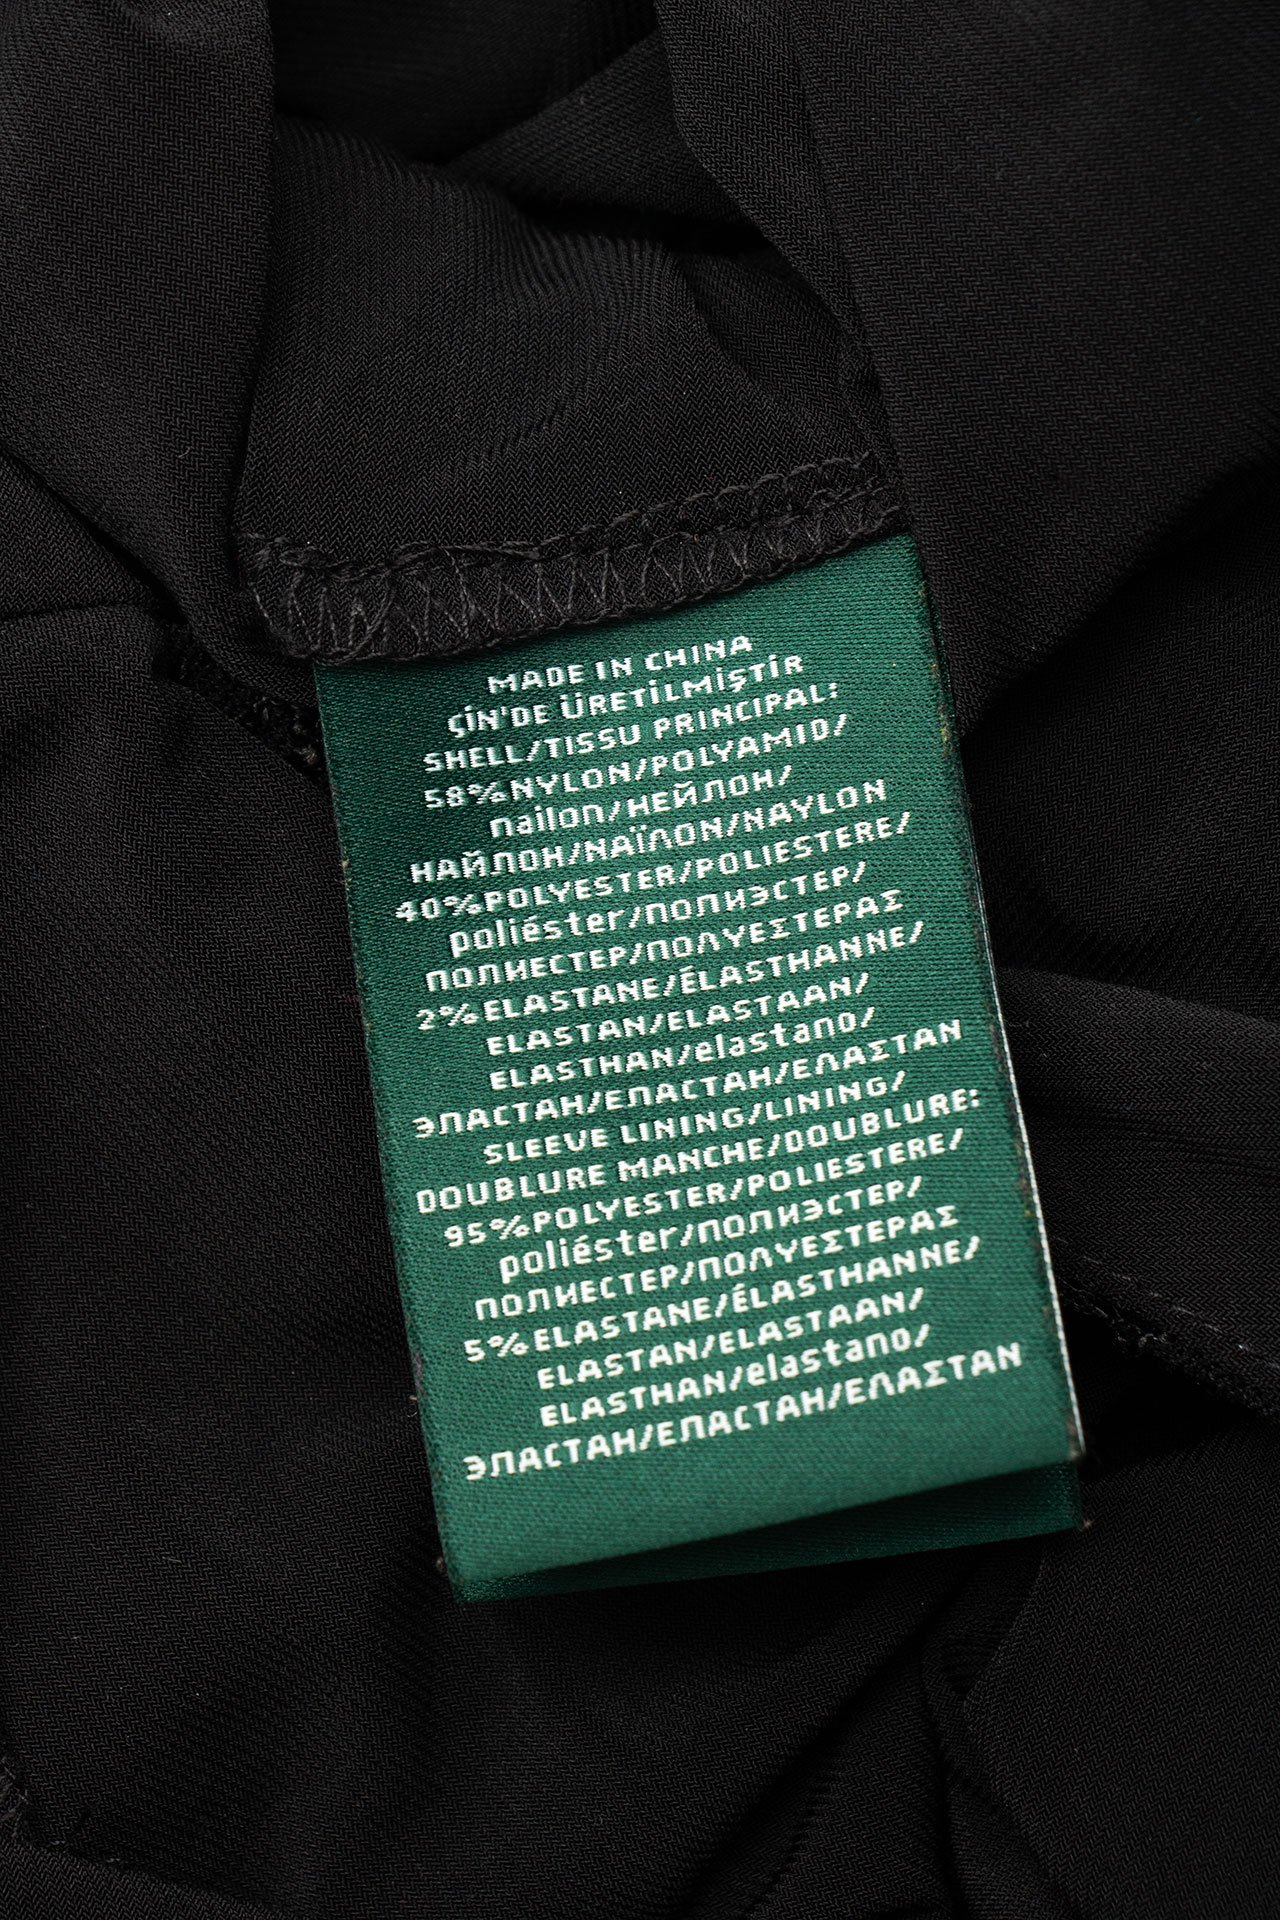 MADE IN CHINA
ÇİN'DE ÜRETİLMİŞTİR
SHELL/TISSU PRINCIPAL:
58%NYLON/POLYAMID/
nailon/НЕЙЛОН/
НАЙЛОН/ΝΑΪΛΟΝ/NAYLON
40%POLYESTER/POLIESTERE/
poliéster/ПОЛИЭСТЕР/
ПОЛИЕСТЕР/ΠΟΛΥΕΣΤΕΡΑΣ
2%ELASTANE/ÉLASTHANNE/
ELASTAN/ELASTAAN/
ELASTHAN/elastano/
ЭЛАСТАН/ЕЛАСТАН/ΕΛΑΣΤΑΝ
SLEEVE LINING/LINING/
DOUBLURE MANCHE/DOUBLURE:
95%POLYESTER/POLIESTERE/
poliéster/ПОЛИЭСТЕР/
ПОЛИЕСТЕР/ΠΟΛΥΕΣΤΕΡΑΣ
5%ELASTANE/ÉLASTHANNE/
ELASTAN/ELASTAAN/
ELASTHAN/elastano/
ЭЛАСТАН/ЕЛАСТАН/ΕΛΑΣΤΑΝ